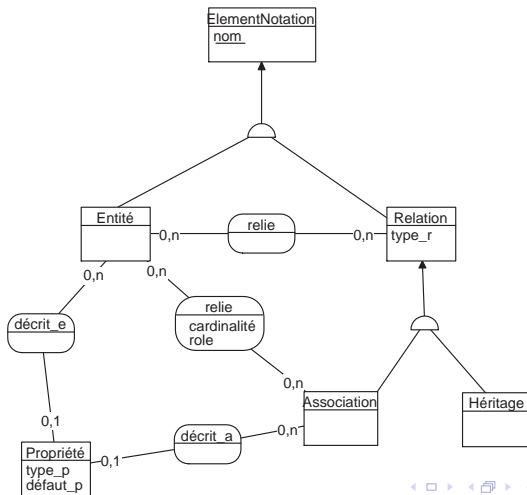 ElementNotation
nom
Entité
0,n
relie
0,n
Relation
type_r
0,n
0,n
décrit_e
relie
cardinalité
role
0,n
Association
Héritage
0,1
décrit_a
0,n
Propriété
0,1
type_p
défaut_p